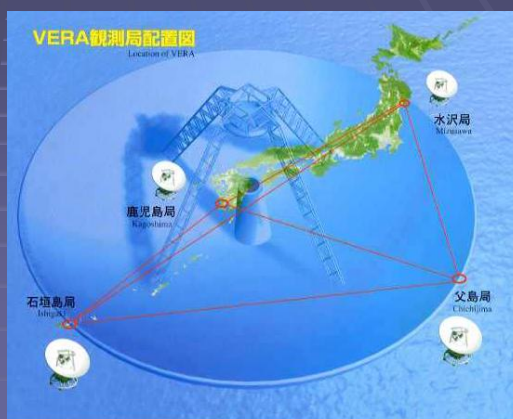 VERA観測局配置図
Location of VERA
水沢局
Mizusawa
鹿児島局
Kagoshima
石垣島局
Ishigaki
父島局
Chichijima